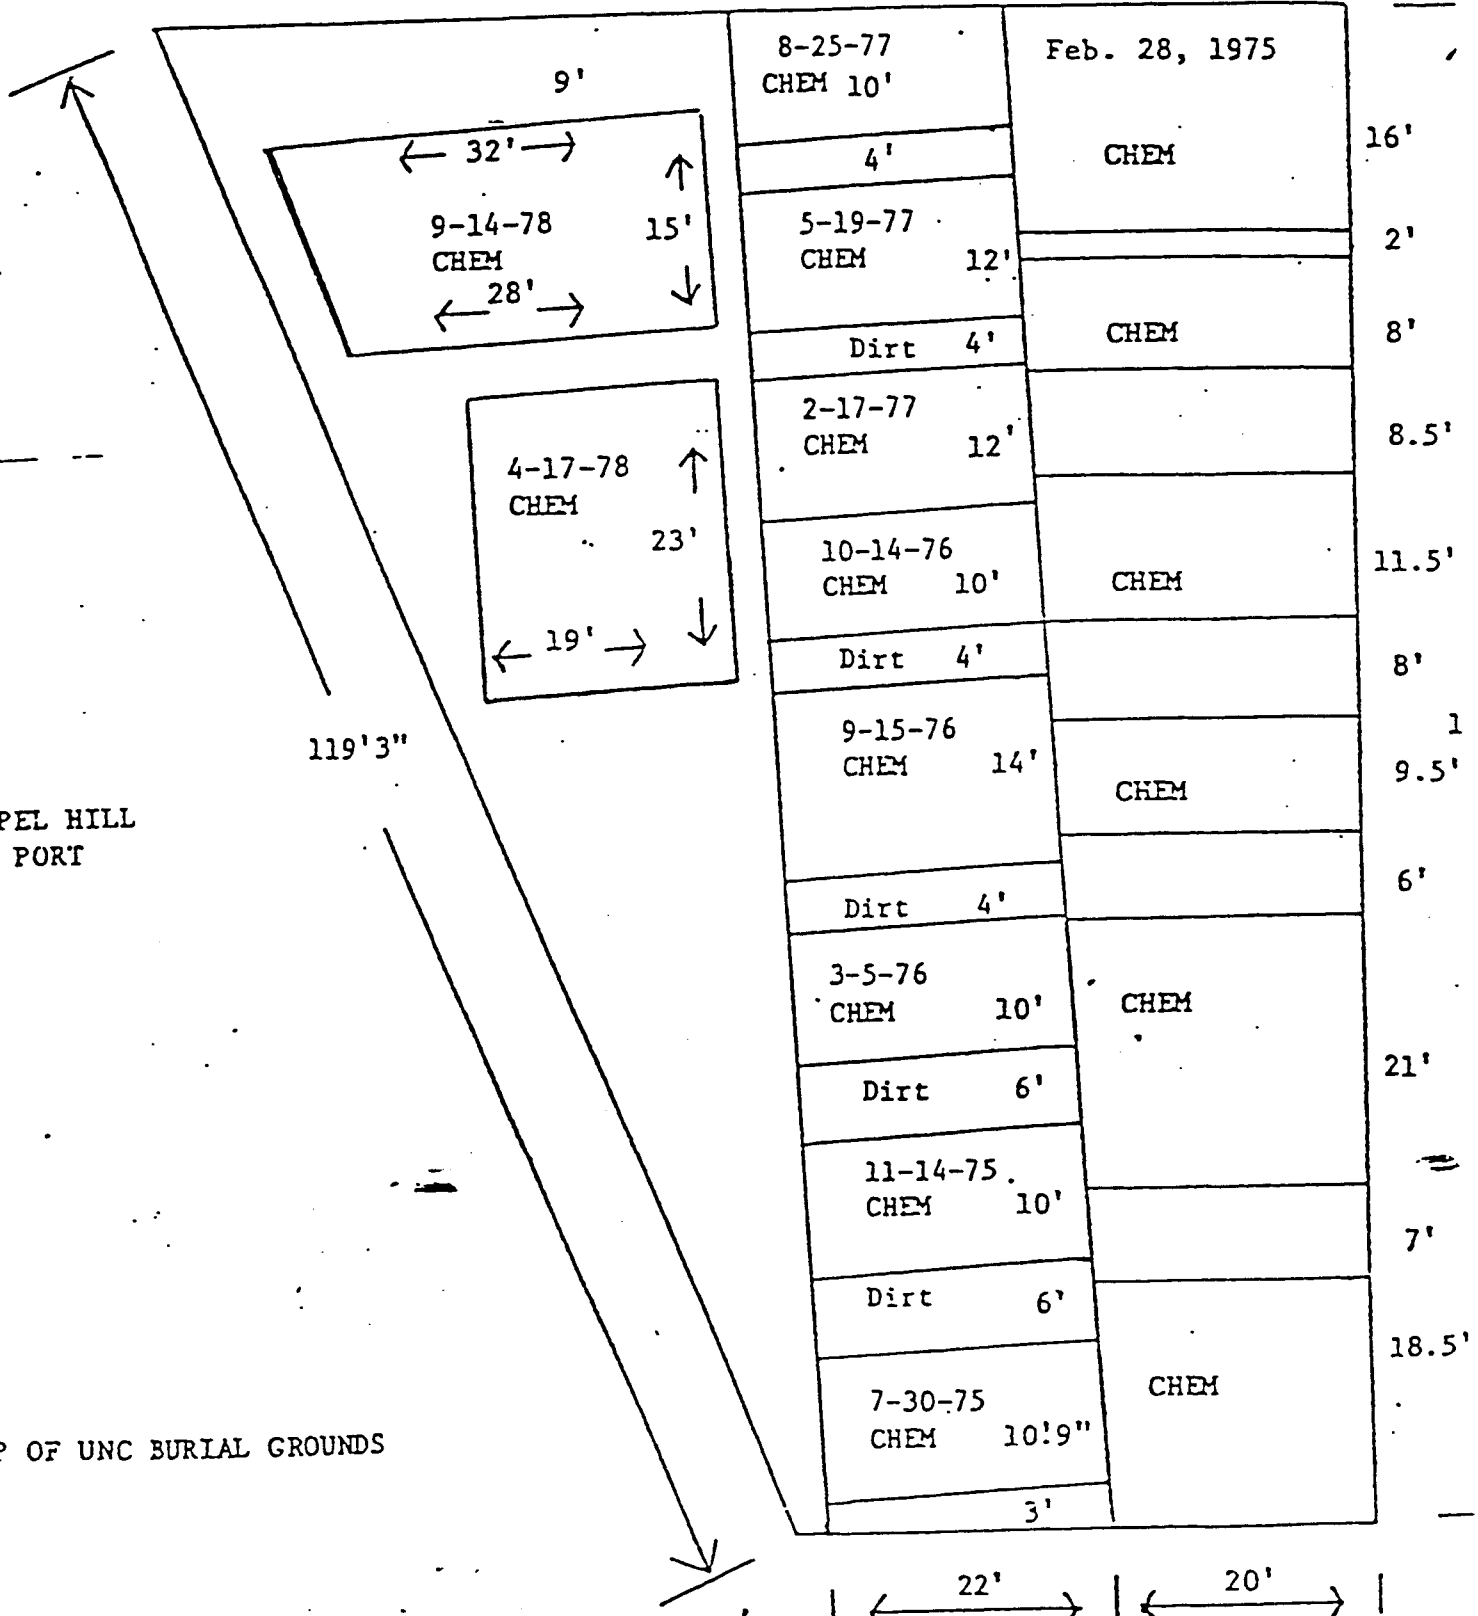 9'
32'
9-14-78
CHEM
15'
28'
4-17-78
CHEM
23'
19'
119'3"
PEL HILL
PORT
P OF UNC BURIAL GROUNDS
8-25-77
CHEM 10'
4'
5-19-77
CHEM 12'
Dirt 4'
2-17-77
CHEM 12'
10-14-76
CHEM 10'
Dirt 4'
9-15-76
CHEM 14'
Dirt 4'
3-5-76
CHEM 10'
Dirt 6'
11-14-75
CHEM 10'
Dirt 6'
7-30-75
CHEM 10'9"
3'
22'
Feb. 28, 1975
CHEM
CHEM
CHEM
CHEM
CHEM
CHEM
20'
16'
2'
8'
8.5'
11.5'
8'
1
9.5'
6'
21'
7'
18.5'